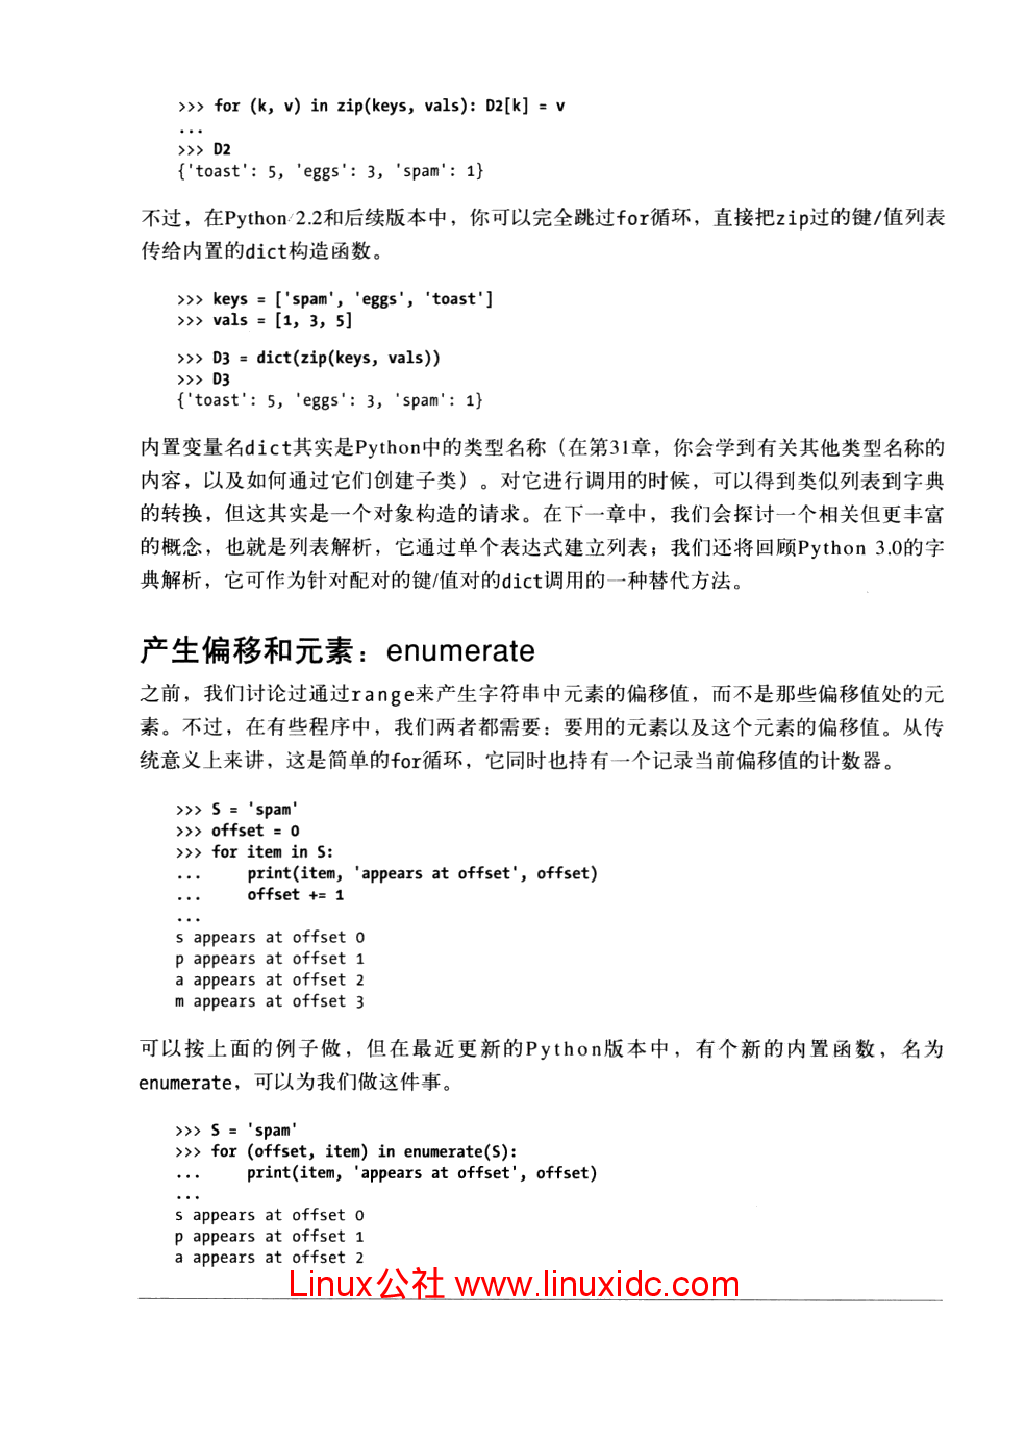 >>> for (k, v) in zip(keys, vals): D2[k] = v
...
>>> D2
{'toast': 5, 'eggs': 3, 'spam': 1}
不过，在Python 2.2和后续版本中，你可以完全跳过for循环，直接把zip过的键/值列表
传给内置的dict构造函数。
>>> keys = ['spam', 'eggs', 'toast']
>>> vals = [1, 3, 5]
>>> D3 = dict(zip(keys, vals))
>>> D3
{'toast': 5, 'eggs': 3, 'spam': 1}
内置变量名dict其实是Python中的类型名称（在第31章，你会学到有关其他类型名称的
内容，以及如何通过它们创建子类）。对它进行调用的时候，可以得到类似列表到字典
的转换，但这其实是一个对象构造的请求。在下一章中，我们会探讨一个相关但更丰富
的概念，也就是列表解析，它通过单个表达式建立列表；我们还将回顾Python 3.0的字
典解析，它可作为针对配对的键/值对的dict调用的一种替代方法。
产生偏移和元素：enumerate
之前，我们讨论过通过range来产生字符串中元素的偏移值，而不是那些偏移值处的元
素。不过，在有些程序中，我们两者都需要：要用的元素以及这个元素的偏移值。从传
统意义上来讲，这是简单的for循环，它同时也持有一个记录当前偏移值的计数器。
>>> S = 'spam'
>>> offset = 0
>>> for item in S:
...     print(item, 'appears at offset', offset)
...     offset += 1
...
s appears at offset 0
p appears at offset 1
a appears at offset 2
m appears at offset 3
可以按上面的例子做，但在最近更新的Python版本中，有个新的内置函数，名为
enumerate，可以为我们做这件事。
>>> S = 'spam'
>>> for (offset, item) in enumerate(S):
...     print(item, 'appears at offset', offset)
...
s appears at offset 0
p appears at offset 1
a appears at offset 2
Linux公社 www.linuxidc.com